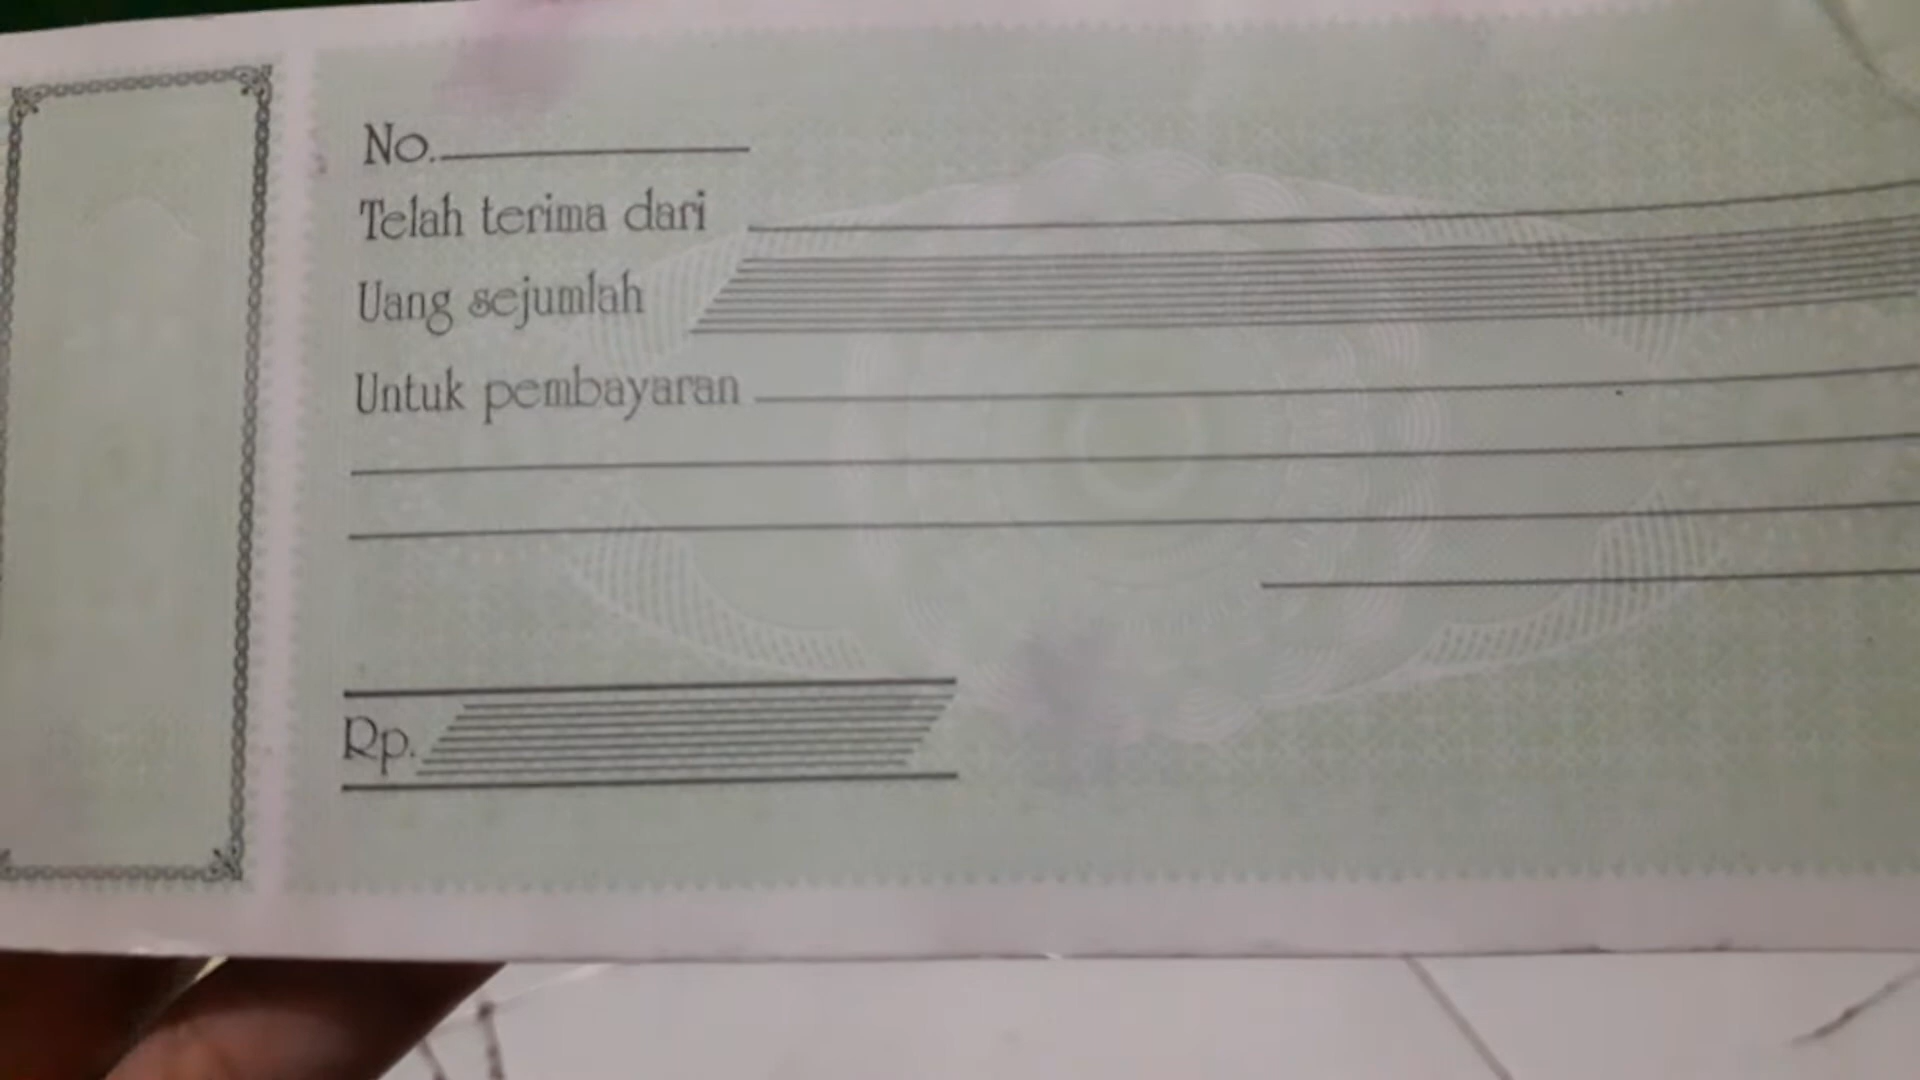 No.
Telah terima dari
Uang sejumlah
Untuk pembayaran
Rp.